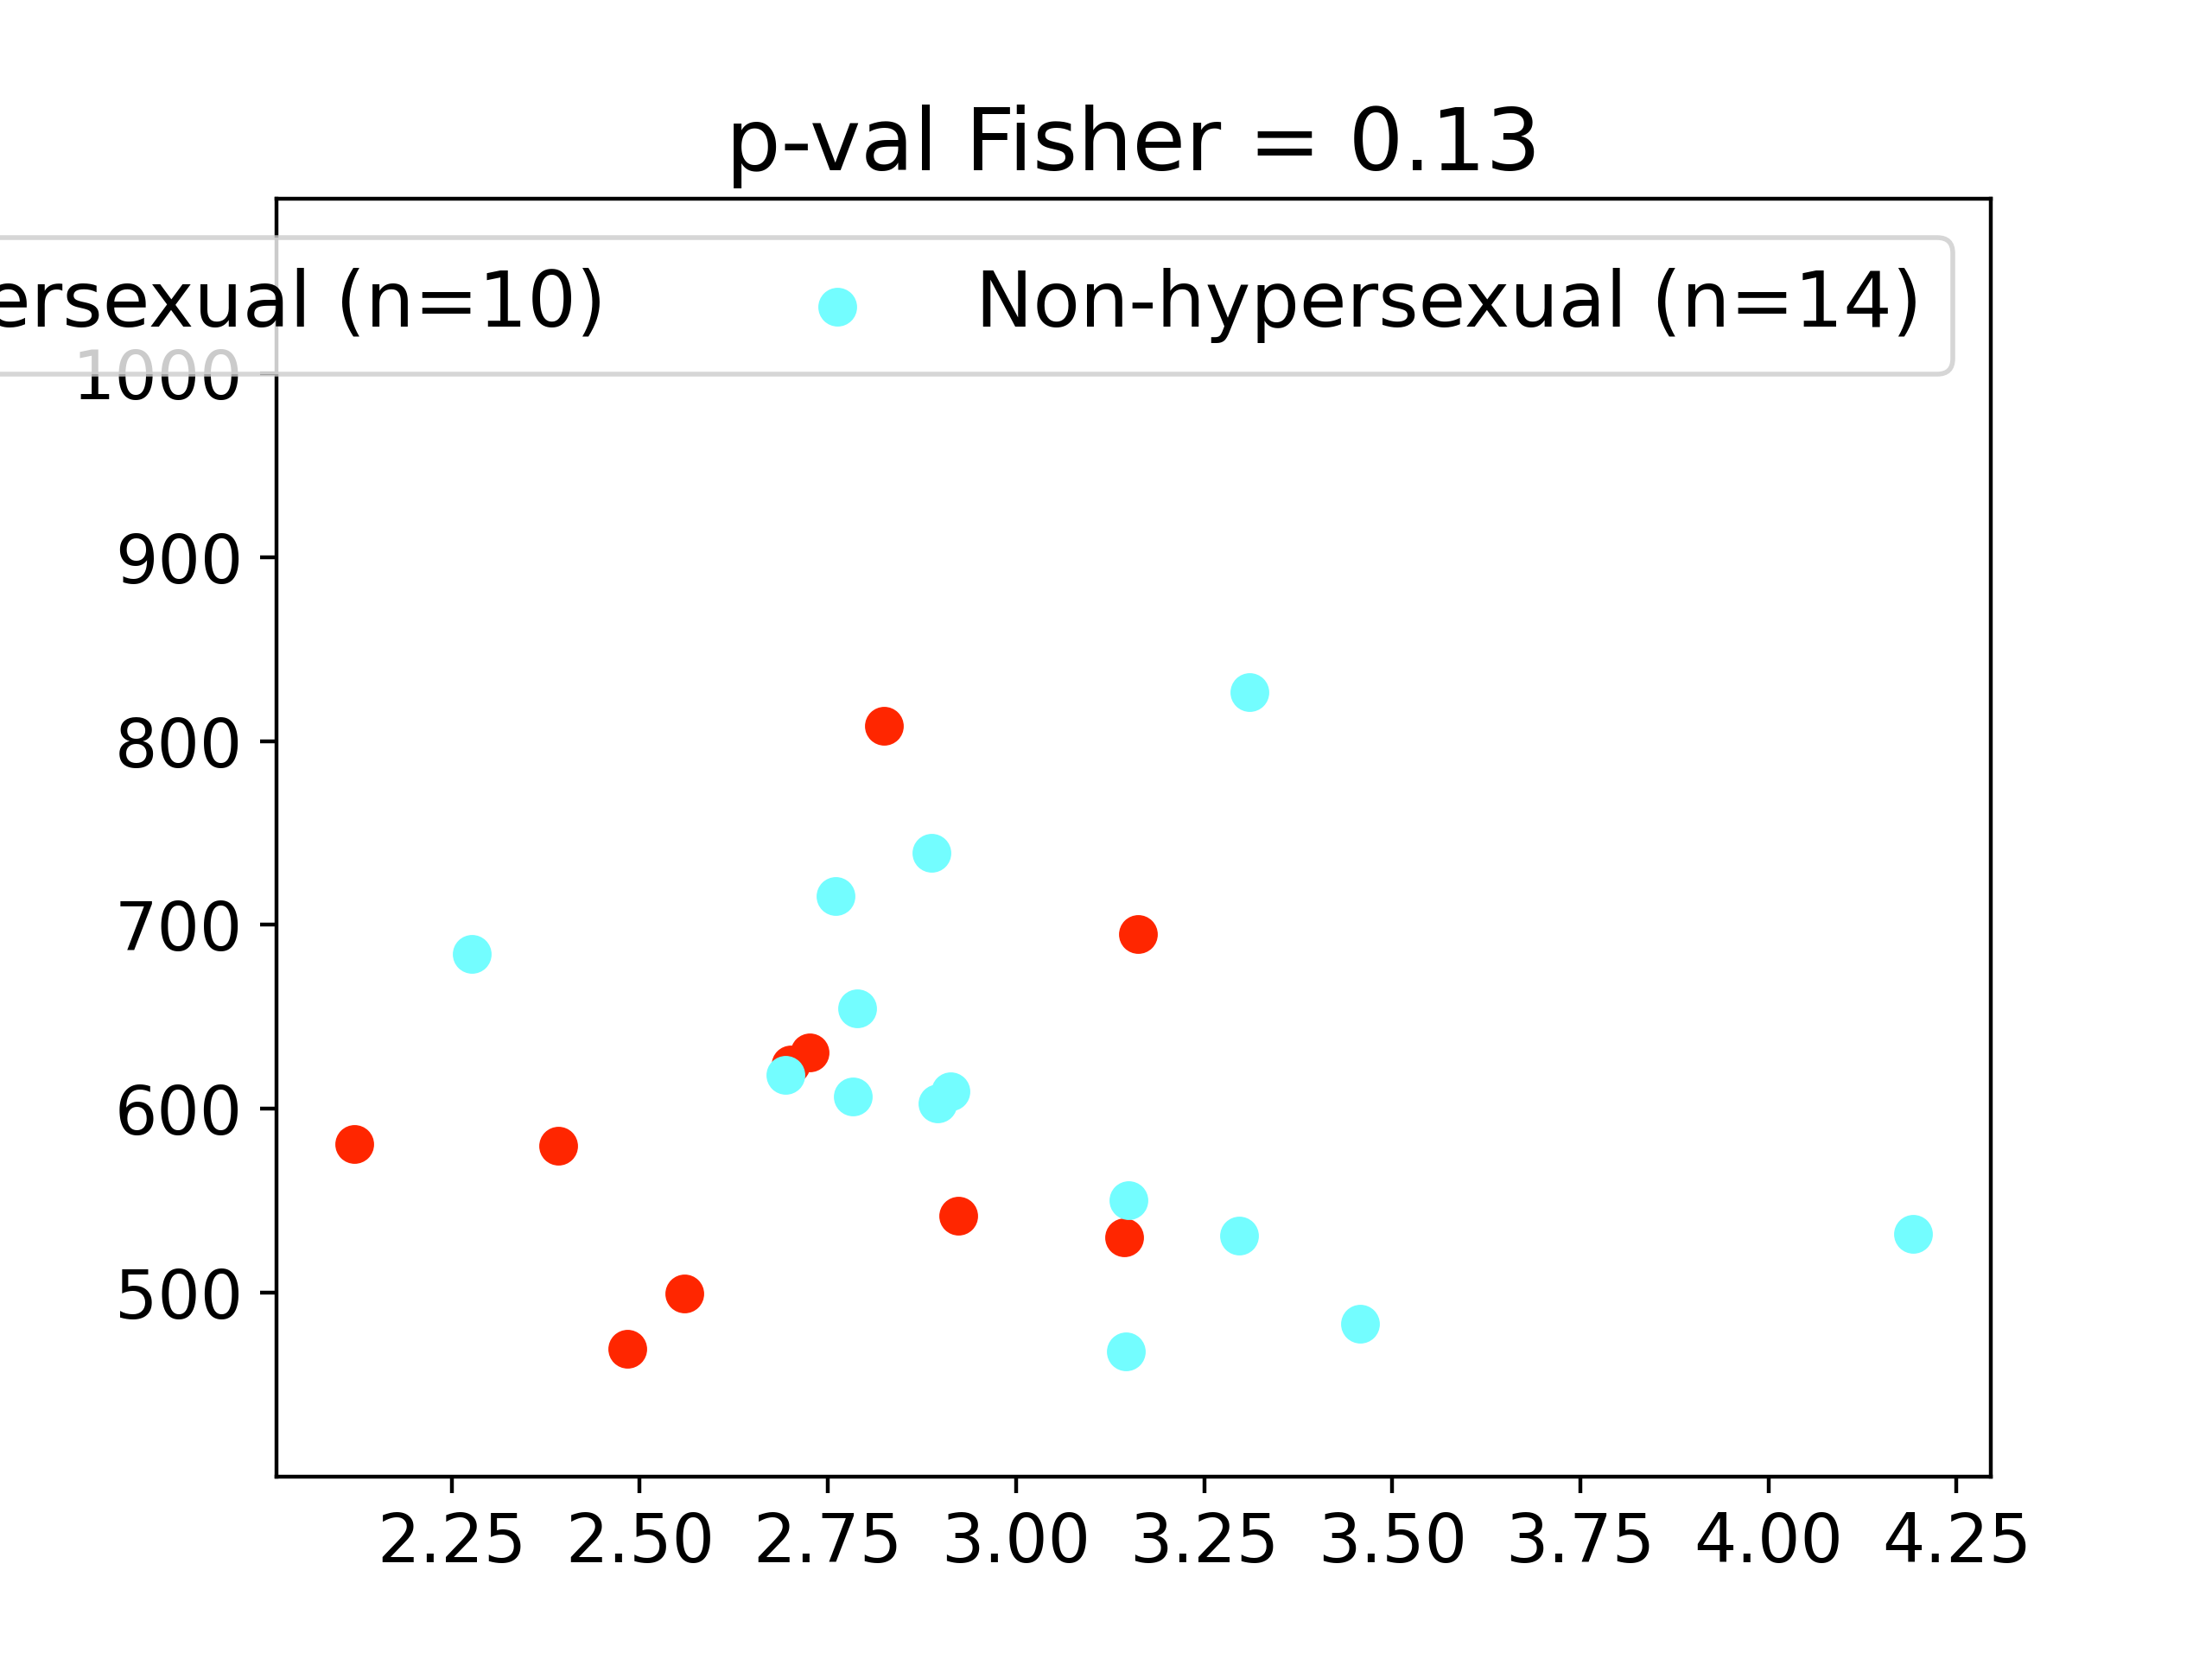 p-val Fisher = 0.13
ersexual (n=10)
Non-hypersexual (n=14)
1000
900
800
700
600
500
2.25 2.50 2.75 3.00 3.25 3.50 3.75 4.00 4.25